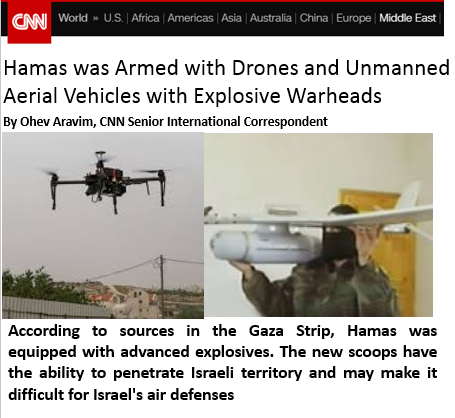 CNN World » U.S. | Africa | Americas | Asia | Australia | China | Europe | Middle East |
Hamas was Armed with Drones and Unmanned
Aerial Vehicles with Explosive Warheads
By Ohev Aravim, CNN Senior International Correspondent
According to sources in the Gaza Strip, Hamas was
equipped with advanced explosives. The new scoops have
the ability to penetrate Israeli territory and may make it
difficult for Israel's air defenses